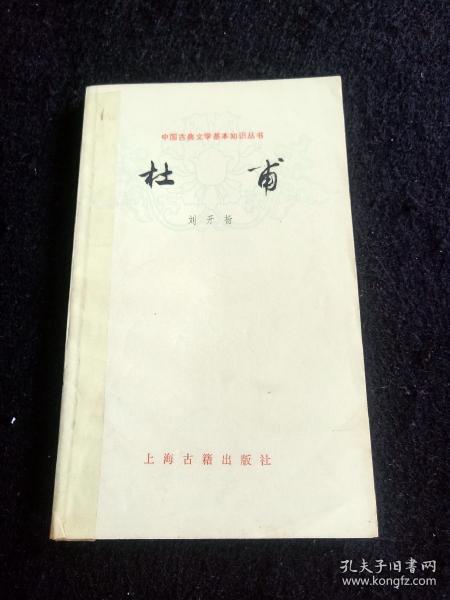 中国古典文学基本知识丛书
杜甫
刘开扬
上海古籍出版社
孔夫子旧书网
www.kongfz.com